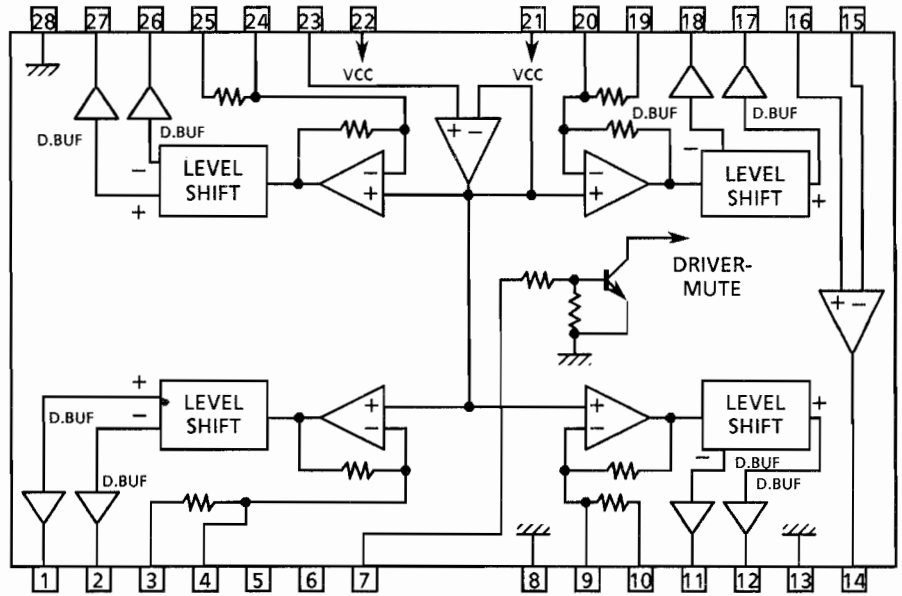 28 27 26 25 24 23 22 21 20 19 18 17 16 15
VCC VCC
D.BUF D.BUF D.BUF D.BUF
+ −
− LEVEL SHIFT +
− +
− +
− LEVEL SHIFT +
DRIVER-
MUTE
+ −
+ LEVEL SHIFT −
+ −
+ −
LEVEL SHIFT + −
D.BUF D.BUF D.BUF D.BUF
1 2 3 4 5 6 7 8 9 10 11 12 13 14